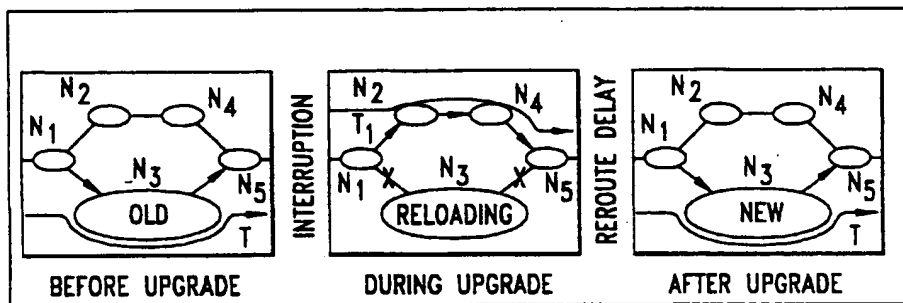 N2
N4
N1
N3
N5
OLD
T
BEFORE UPGRADE
INTERRUPTION
N2
N4
T1
N1
N3
N5
RELOADING
DURING UPGRADE
REROUTE DELAY
N2
N4
N1
N3
N5
NEW
T
AFTER UPGRADE